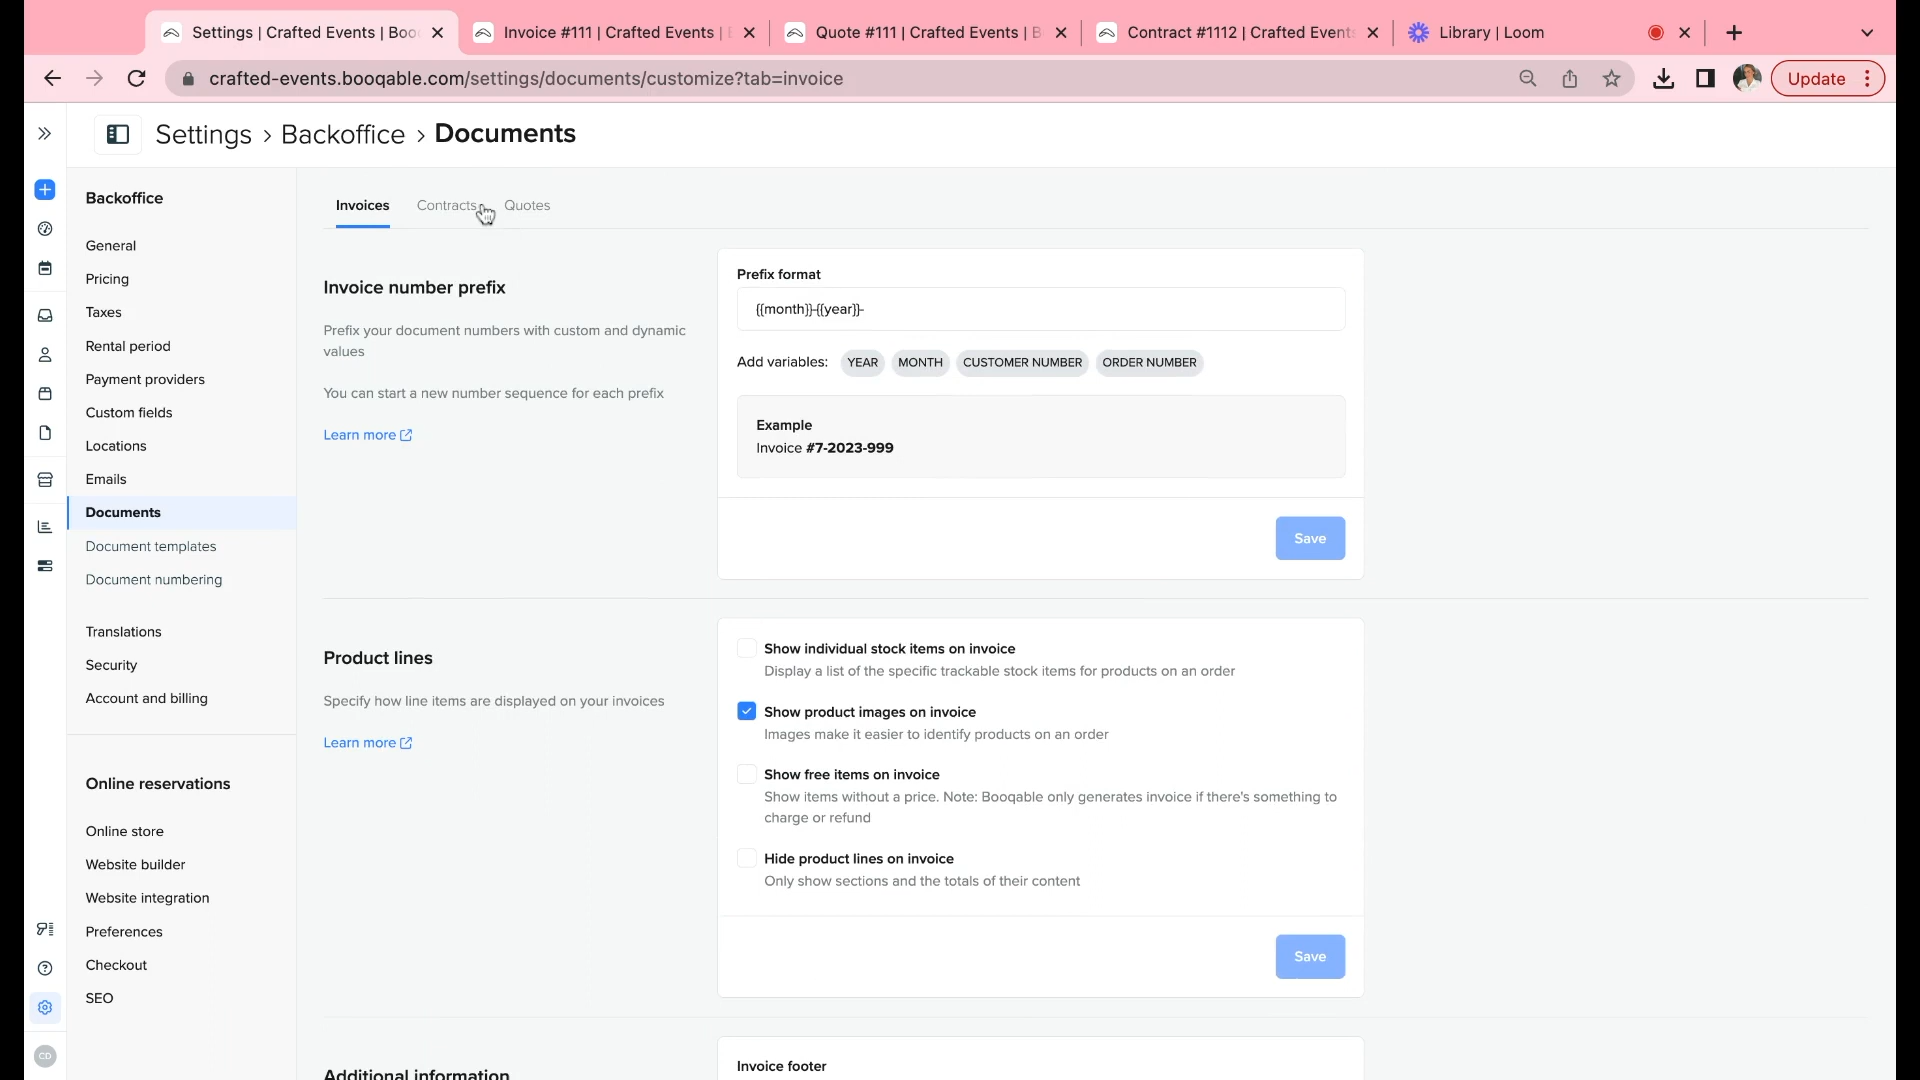 Settings | Crafted Events | Boo
Invoice #111 | Crafted Events |
Quote #111 | Crafted Events | B
Contract #1112 | Crafted Events
Library | Loom
crafted-events.booqable.com/settings/documents/customize?tab=invoice
Update
Settings › Backoffice › Documents
Backoffice
General
Pricing
Taxes
Rental period
Payment providers
Custom fields
Locations
Emails
Documents
Document templates
Document numbering
Translations
Security
Account and billing
Online reservations
Online store
Website builder
Website integration
Preferences
Checkout
SEO
CD
Invoices
Contracts
Quotes
Invoice number prefix
Prefix your document numbers with custom and dynamic
values
You can start a new number sequence for each prefix
Learn more
Prefix format
{{month}}-{{year}}-
Add variables: YEAR MONTH CUSTOMER NUMBER ORDER NUMBER
Example
Invoice #7-2023-999
Save
Product lines
Specify how line items are displayed on your invoices
Learn more
Show individual stock items on invoice
Display a list of the specific trackable stock items for products on an order
Show product images on invoice
Images make it easier to identify products on an order
Show free items on invoice
Show items without a price. Note: Booqable only generates invoice if there's something to
charge or refund
Hide product lines on invoice
Only show sections and the totals of their content
Save
Additional information
Invoice footer